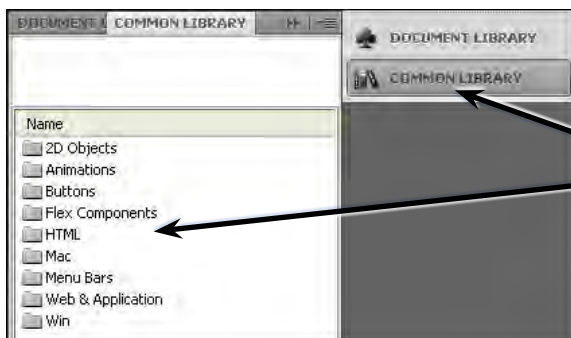 DOCUMENT L COMMON LIBRARY
DOCUMENT LIBRARY
COMMON LIBRARY
Name
2D Objects
Animations
Buttons
Flex Components
HTML
Mac
Menu Bars
Web & Application
Win